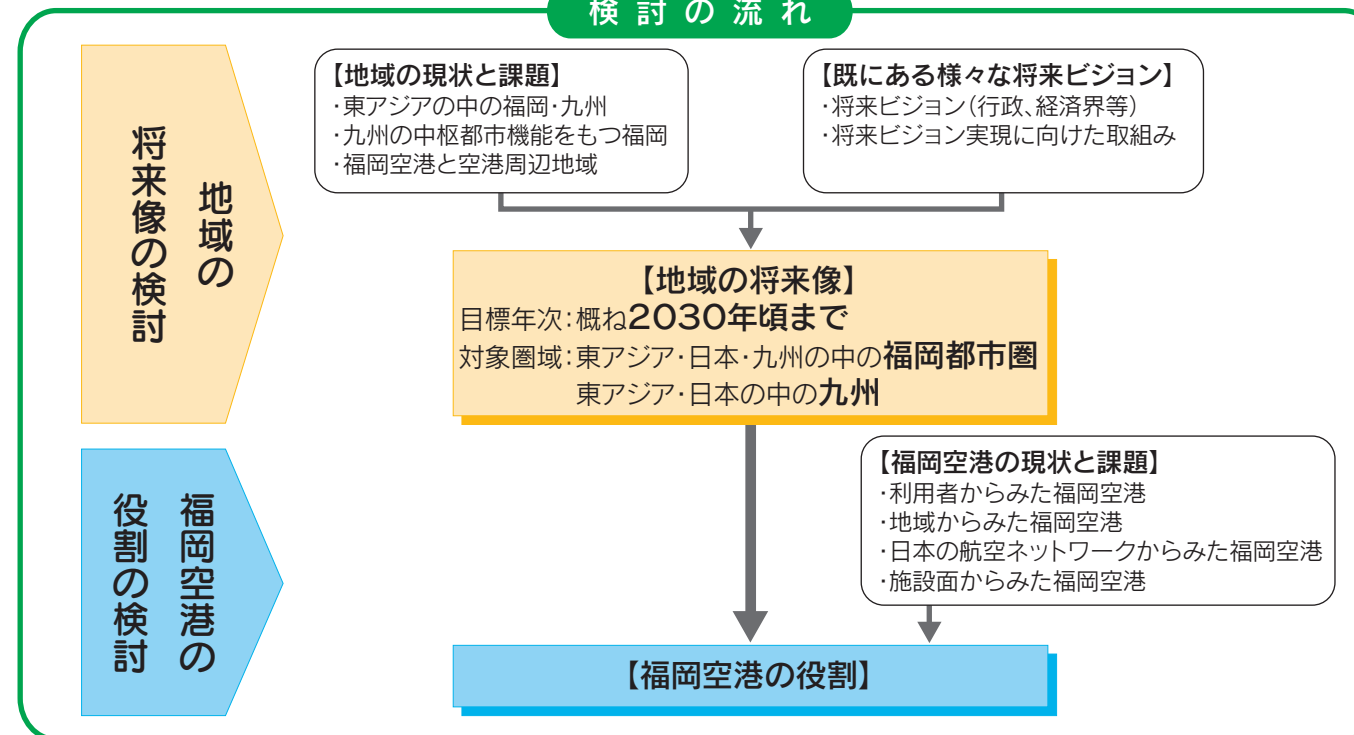 検討の流れ
地域の
将来像の検討
【地域の現状と課題】
・東アジアの中の福岡・九州
・九州の中枢都市機能をもつ福岡
・福岡空港と空港周辺地域
【既にある様々な将来ビジョン】
・将来ビジョン(行政、経済界等)
・将来ビジョン実現に向けた取組み
【地域の将来像】
目標年次:概ね2030年頃まで
対象圏域:東アジア・日本・九州の中の福岡都市圏
東アジア・日本の中の九州
福岡空港の
役割の検討
【福岡空港の現状と課題】
・利用者からみた福岡空港
・地域からみた福岡空港
・日本の航空ネットワークからみた福岡空港
・施設面からみた福岡空港
【福岡空港の役割】